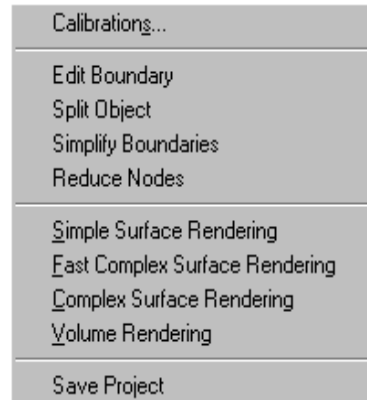 Calibrations...
Edit Boundary
Split Object
Simplify Boundaries
Reduce Nodes
Simple Surface Rendering
Fast Complex Surface Rendering
Complex Surface Rendering
Volume Rendering
Save Project